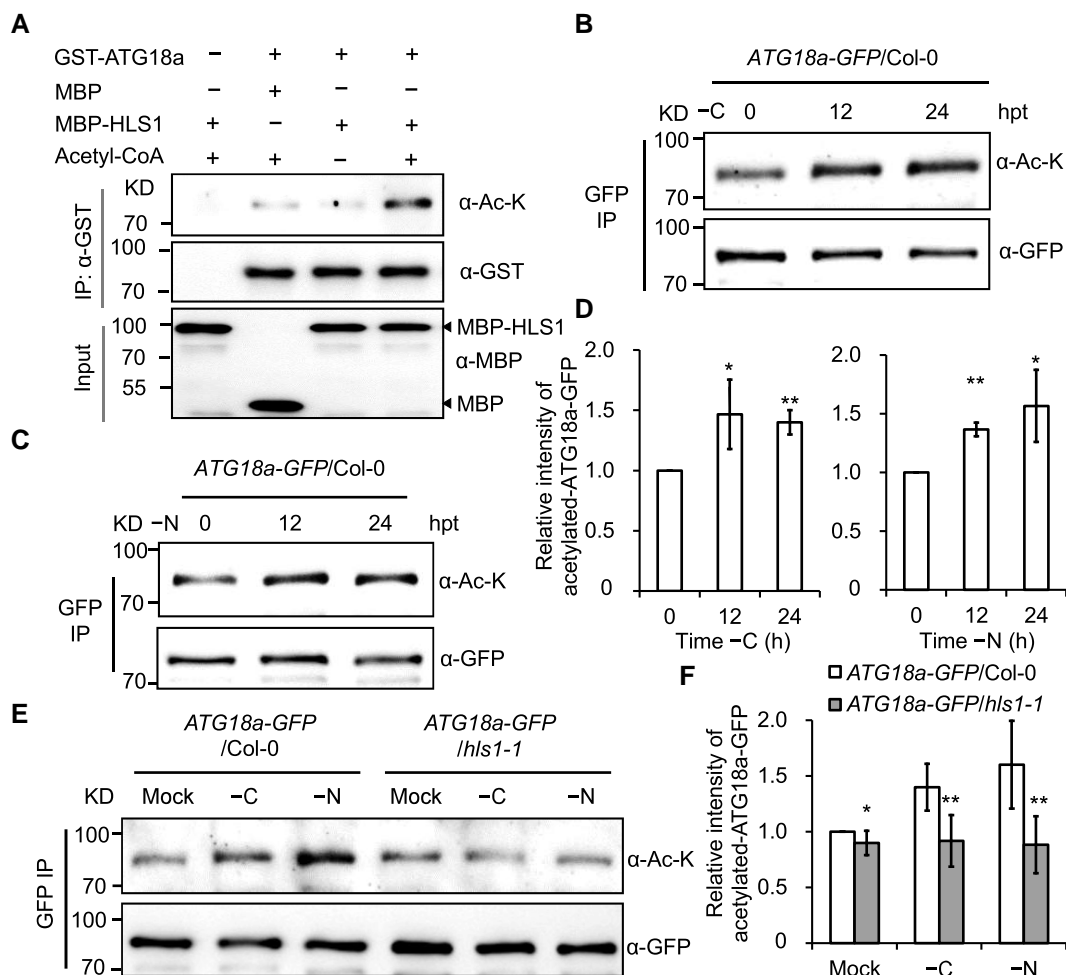 A
GST-ATG18a − + + +
MBP − + − −
MBP-HLS1 + − + +
Acetyl-CoA + + − +
KD
70
α-Ac-K
IP: α-GST
100
70
α-GST
Input
100
70
55
MBP-HLS1
α-MBP
MBP
B
ATG18a-GFP/Col-0
KD −C 0 12 24 hpt
GFP IP
100
70
α-Ac-K
100
70
α-GFP
C
ATG18a-GFP/Col-0
KD −N 0 12 24 hpt
GFP IP
100
70
α-Ac-K
70
α-GFP
D
Relative intensity of
acetylated-ATG18a-GFP
2.0
1.5
1.0
0.5
0
* **
0 12 24
Time −C (h)
2.0
1.5
1.0
0.5
0
** *
0 12 24
Time −N (h)
E
ATG18a-GFP
/Col-0
ATG18a-GFP
/hls1-1
KD Mock −C −N Mock −C −N
GFP IP
100
70
α-Ac-K
100
70
α-GFP
F
ATG18a-GFP/Col-0
ATG18a-GFP/hls1-1
Relative intensity of
acetylated-ATG18a-GFP
2.0
1.5
1.0
0.5
0
* ** **
Mock −C −N